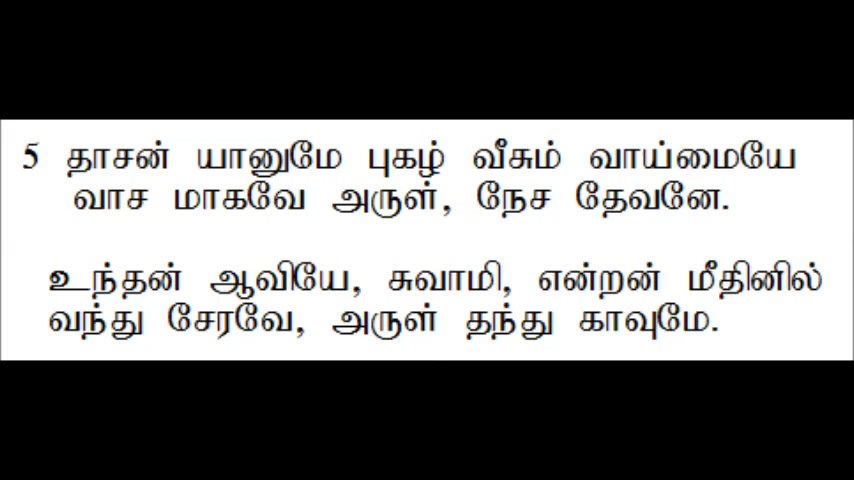 5 தாசன் யானுமே புகழ் வீசும் வாய்மையே
வாச மாகவே அருள், நேச தேவனே.
உந்தன் ஆவியே, சுவாமி, என்றன் மீதினில்
வந்து சேரவே, அருள் தந்து காவுமே.